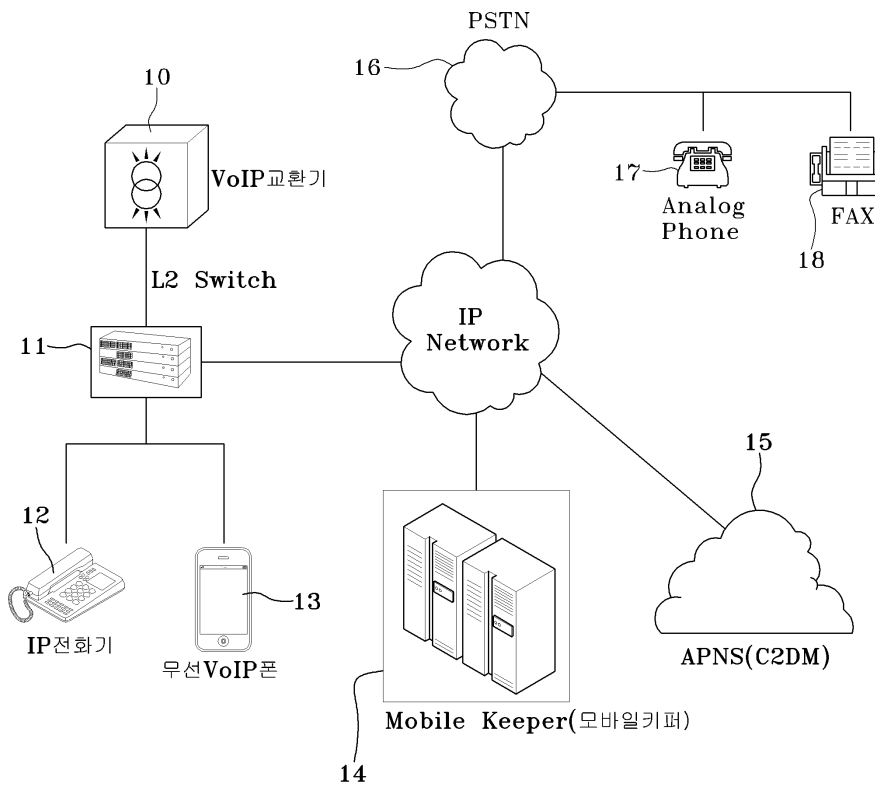 PSTN
16
10
VoIP교환기
17
Analog
Phone
18
FAX
L2 Switch
11
IP
Network
15
12
13
IP전화기
무선VoIP폰
APNS(C2DM)
Mobile Keeper(모바일키퍼)
14